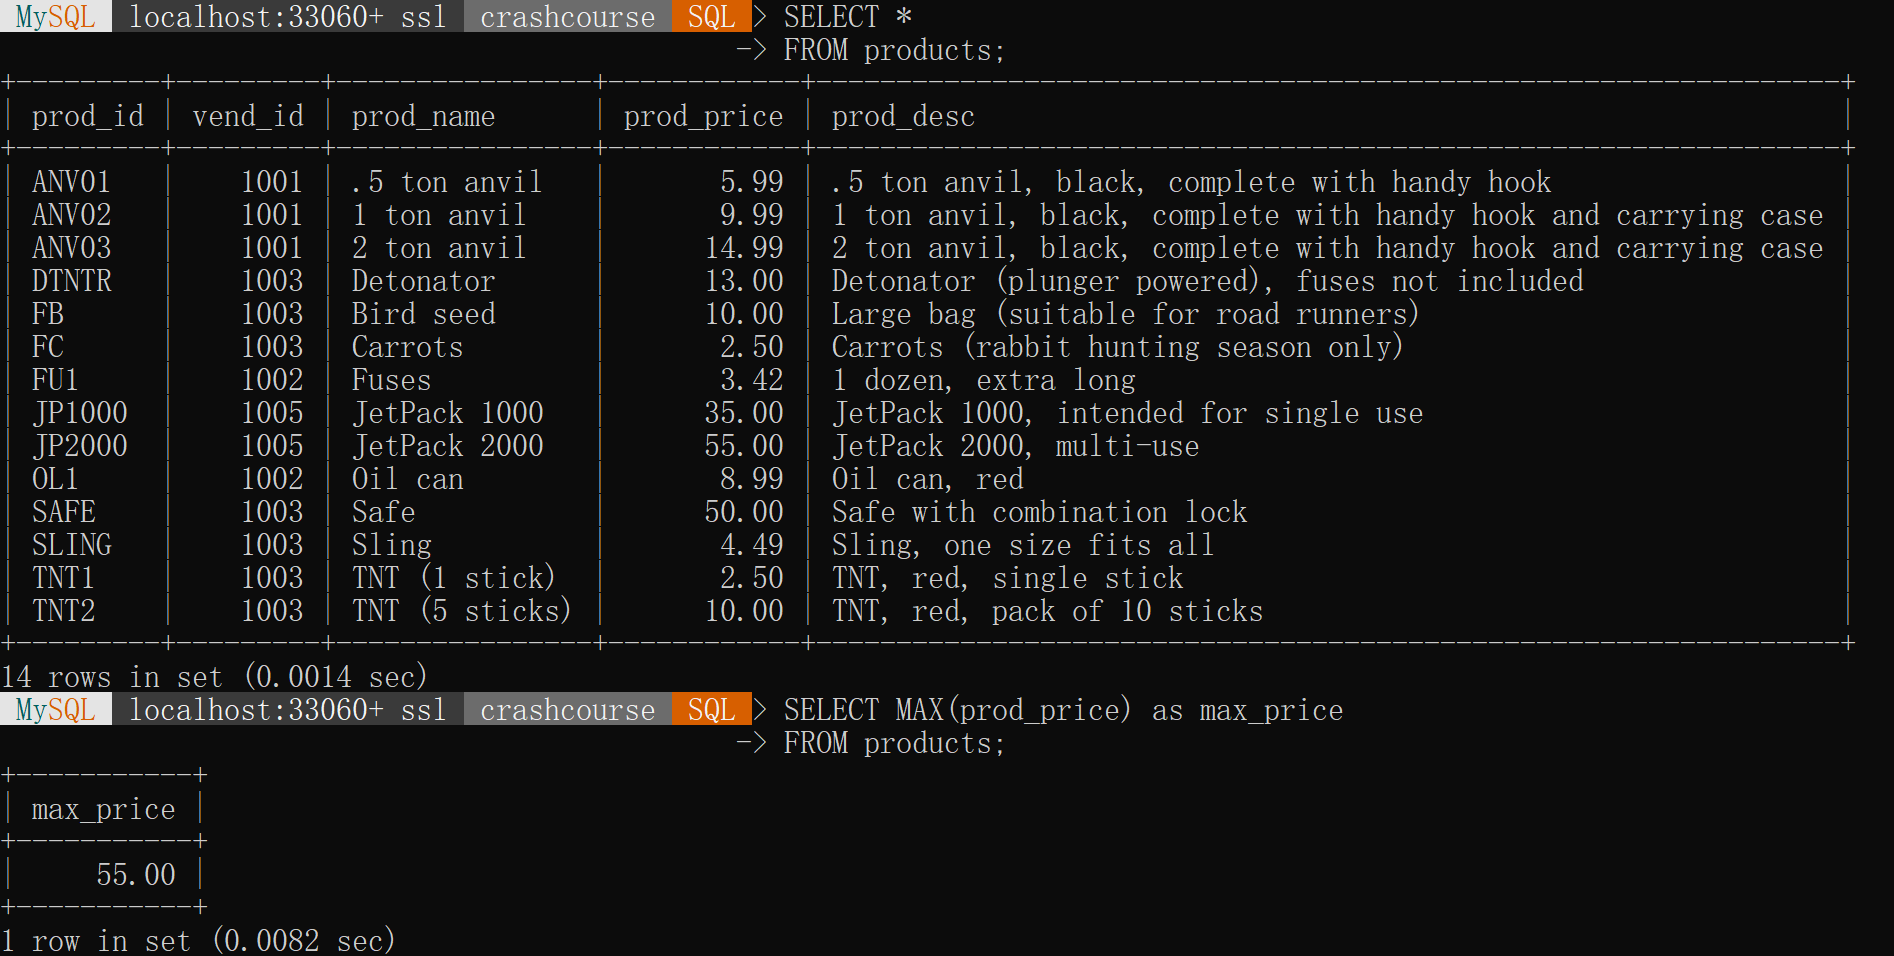 MySQL localhost:33060+ ssl crashcourse SQL > SELECT *
-> FROM products;
+---------+---------+----------------+------------+----------------------------------------------------------------+
| prod_id | vend_id | prod_name      | prod_price | prod_desc                                                      |
+---------+---------+----------------+------------+----------------------------------------------------------------+
| ANV01   |    1001 | .5 ton anvil   |       5.99 | .5 ton anvil, black, complete with handy hook                  |
| ANV02   |    1001 | 1 ton anvil    |       9.99 | 1 ton anvil, black, complete with handy hook and carrying case |
| ANV03   |    1001 | 2 ton anvil    |      14.99 | 2 ton anvil, black, complete with handy hook and carrying case |
| DTNTR   |    1003 | Detonator      |      13.00 | Detonator (plunger powered), fuses not included                |
| FB      |    1003 | Bird seed      |      10.00 | Large bag (suitable for road runners)                          |
| FC      |    1003 | Carrots        |       2.50 | Carrots (rabbit hunting season only)                           |
| FU1     |    1002 | Fuses          |       3.42 | 1 dozen, extra long                                            |
| JP1000  |    1005 | JetPack 1000   |      35.00 | JetPack 1000, intended for single use                          |
| JP2000  |    1005 | JetPack 2000   |      55.00 | JetPack 2000, multi-use                                        |
| OL1     |    1002 | Oil can        |       8.99 | Oil can, red                                                   |
| SAFE    |    1003 | Safe           |      50.00 | Safe with combination lock                                     |
| SLING   |    1003 | Sling          |       4.49 | Sling, one size fits all                                       |
| TNT1    |    1003 | TNT (1 stick)  |       2.50 | TNT, red, single stick                                         |
| TNT2    |    1003 | TNT (5 sticks) |      10.00 | TNT, red, pack of 10 sticks                                    |
+---------+---------+----------------+------------+----------------------------------------------------------------+
14 rows in set (0.0014 sec)
MySQL localhost:33060+ ssl crashcourse SQL > SELECT MAX(prod_price) as max_price
-> FROM products;
+-----------+
| max_price |
+-----------+
|     55.00 |
+-----------+
1 row in set (0.0082 sec)